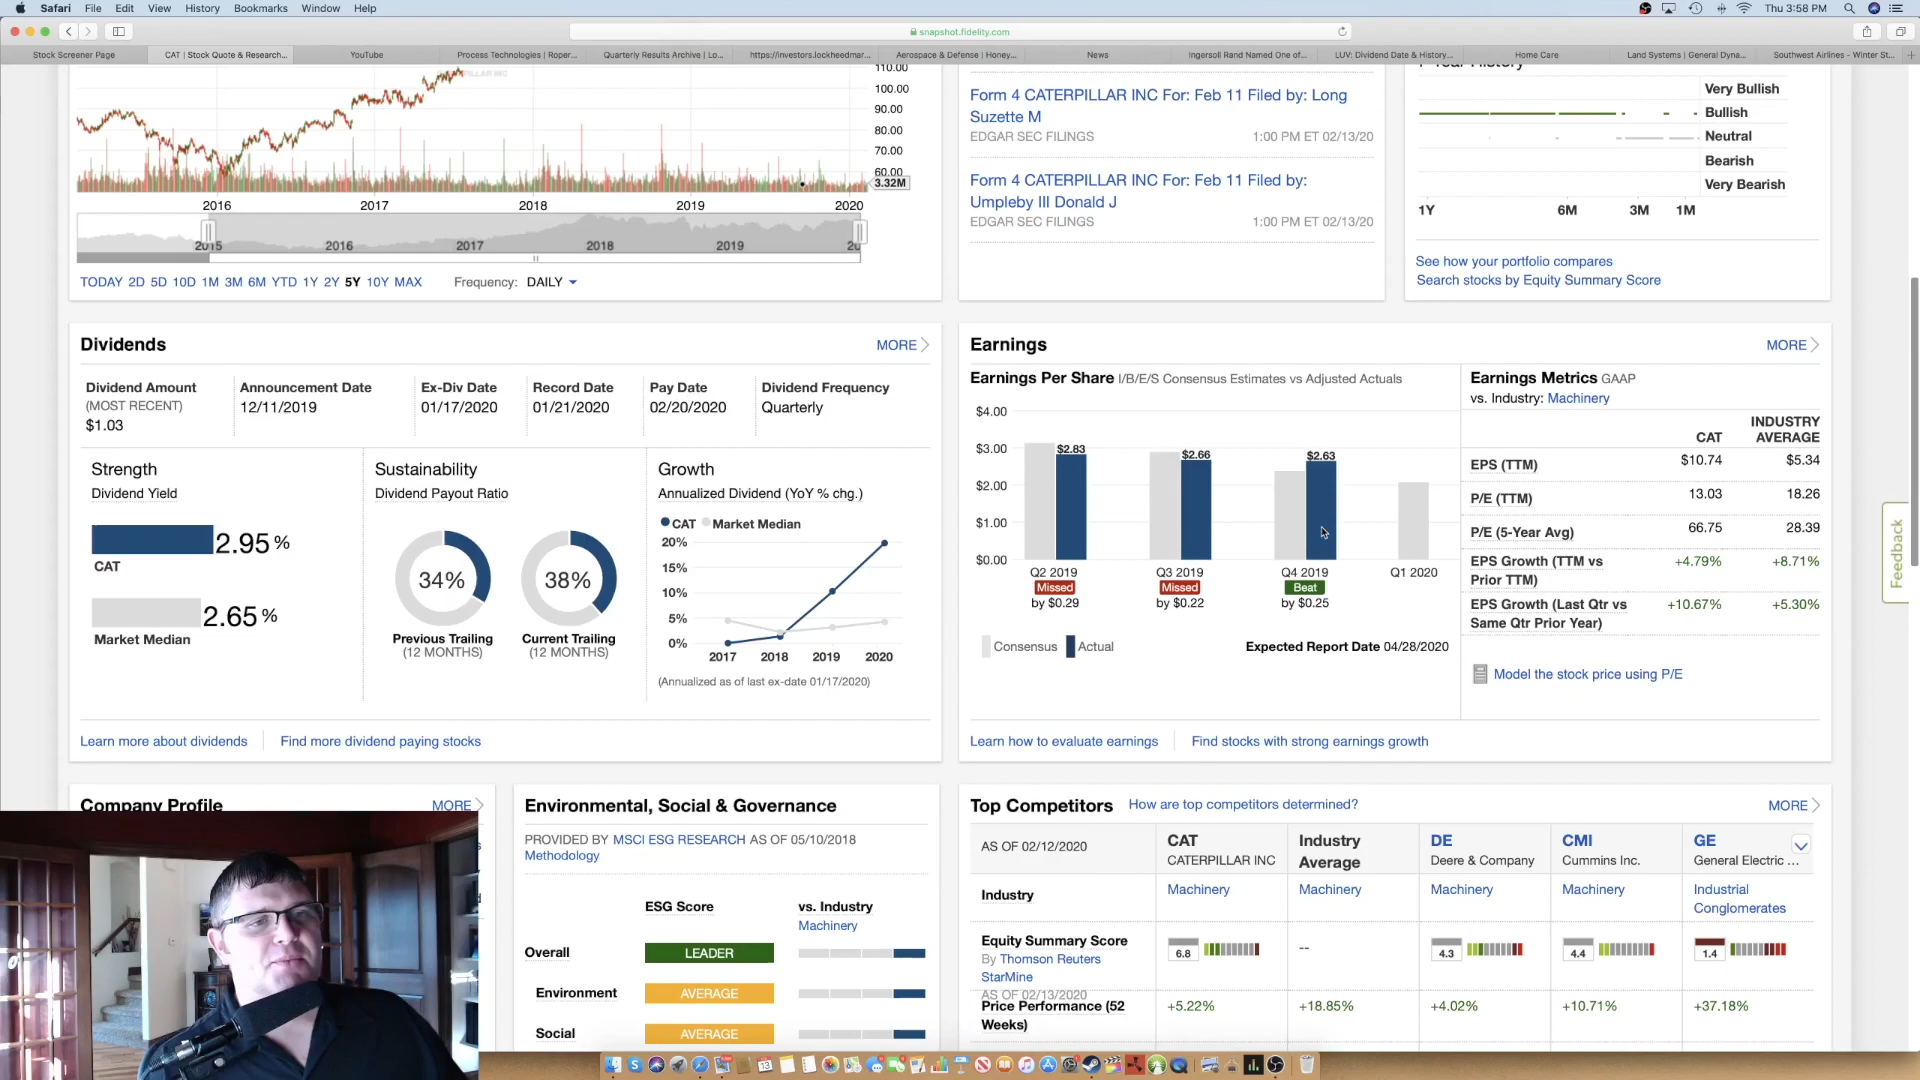 Safari File Edit View History Bookmarks Window Help
Thu 3:58 PM
snapshot.fidelity.com
Stock Screener Page
CAT | Stock Quote & Research...
YouTube
Process Technologies | Roper...
Quarterly Results Archive | Lo...
https://investors.lockheedmar...
Aerospace & Defense | Honey...
News
Ingersoll Rand Named One of...
LUV: Dividend Date & History...
Home Care
Land Systems | General Dyna...
Southwest Airlines - Winter St...
110.00
100.00
90.00
80.00
70.00
60.00
3.32M
2016 2017 2018 2019 2020
2015 2016 2017 2018 2019
TODAY 2D 5D 10D 1M 3M 6M YTD 1Y 2Y 5Y 10Y MAX
Frequency: DAILY
Form 4 CATERPILLAR INC For: Feb 11 Filed by: Long
Suzette M
EDGAR SEC FILINGS 1:00 PM ET 02/13/20
Form 4 CATERPILLAR INC For: Feb 11 Filed by:
Umpleby III Donald J
EDGAR SEC FILINGS 1:00 PM ET 02/13/20
Very Bullish
Bullish
Neutral
Bearish
Very Bearish
1Y 6M 3M 1M
See how your portfolio compares
Search stocks by Equity Summary Score
Dividends
MORE
Dividend Amount
(MOST RECENT)
$1.03
Announcement Date
12/11/2019
Ex-Div Date
01/17/2020
Record Date
01/21/2020
Pay Date
02/20/2020
Dividend Frequency
Quarterly
Strength
Dividend Yield
2.95 %
CAT
2.65 %
Market Median
Sustainability
Dividend Payout Ratio
34%
Previous Trailing
(12 MONTHS)
38%
Current Trailing
(12 MONTHS)
Growth
Annualized Dividend (YoY % chg.)
CAT Market Median
20%
15%
10%
5%
0%
2017 2018 2019 2020
(Annualized as of last ex-date 01/17/2020)
Learn more about dividends
Find more dividend paying stocks
Earnings
MORE
Earnings Per Share I/B/E/S Consensus Estimates vs Adjusted Actuals
$4.00
$3.00
$2.00
$1.00
$0.00
$2.83
$2.66
$2.63
Q2 2019
Missed
by $0.29
Q3 2019
Missed
by $0.22
Q4 2019
Beat
by $0.25
Q1 2020
Consensus Actual
Expected Report Date 04/28/2020
Earnings Metrics GAAP
vs. Industry: Machinery
CAT
INDUSTRY
AVERAGE
EPS (TTM) $10.74 $5.34
P/E (TTM) 13.03 18.26
P/E (5-Year Avg) 66.75 28.39
EPS Growth (TTM vs
Prior TTM) +4.79% +8.71%
EPS Growth (Last Qtr vs
Same Qtr Prior Year) +10.67% +5.30%
Model the stock price using P/E
Learn how to evaluate earnings
Find stocks with strong earnings growth
Feedback
Company Profile
MORE
Environmental, Social & Governance
PROVIDED BY MSCI ESG RESEARCH AS OF 05/10/2018
Methodology
ESG Score
vs. Industry
Machinery
Overall LEADER
Environment AVERAGE
Social AVERAGE
Top Competitors How are top competitors determined?
MORE
AS OF 02/12/2020
CAT
CATERPILLAR INC
Industry
Average
DE
Deere & Company
CMI
Cummins Inc.
GE
General Electric ...
Industry
Machinery
Machinery
Machinery
Machinery
Industrial
Conglomerates
Equity Summary Score
By Thomson Reuters
StarMine
AS OF 02/13/2020
6.8
--
4.3
4.4
1.4
Price Performance (52
Weeks)
+5.22% +18.85% +4.02% +10.71% +37.18%